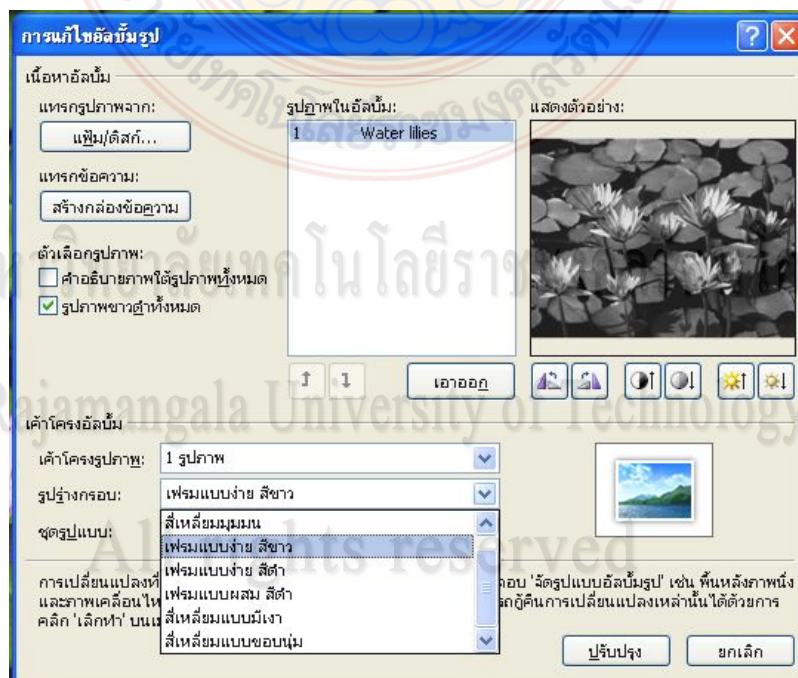 การแก้ไขอัลบั้มรูป
เนื้อหาอัลบั้ม
แทรกรูปภาพจาก:
แฟ้ม/ดิสก์...
แทรกข้อความ:
สร้างกล่องข้อความ
ตัวเลือกรูปภาพ:
คำอธิบายภาพใต้รูปภาพทั้งหมด
รูปภาพขาวดำทั้งหมด
รูปภาพในอัลบั้ม:
1 Water lilies
เอาออก
แสดงตัวอย่าง:
เค้าโครงอัลบั้ม
เค้าโครงรูปภาพ: 1 รูปภาพ
รูปร่างกรอบ: เฟรมแบบง่าย สีขาว
ชุดรูปแบบ:
สี่เหลี่ยมมุมมน
เฟรมแบบง่าย สีขาว
เฟรมแบบง่าย สีดำ
เฟรมแบบผสม สีดำ
สี่เหลี่ยมแบบมีเงา
สี่เหลี่ยมแบบขอบนุ่ม
การเปลี่ยนแปลงที่ 'จัดรูปแบบอัลบั้มรูป' เช่น พื้นหลังภาพนิ่ง
และภาพเคลื่อนไห ถกู้คืนการเปลี่ยนแปลงเหล่านั้นได้ด้วยการ
คลิก 'เลิกทำ'
ปรับปรุง ยกเลิก
Rajamangala University of Technology
All rights reserved